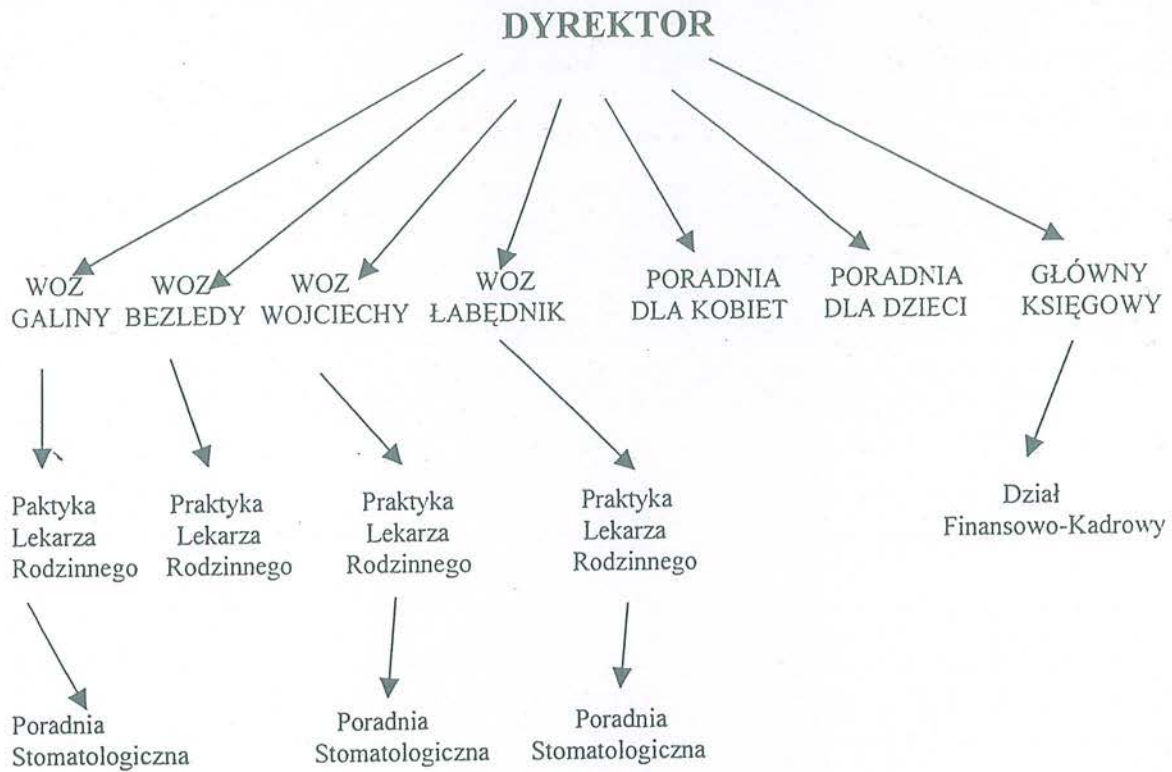 DYREKTOR
WOZ
GALINY
WOZ
BEZLEDY
WOZ
WOJCIECHY
WOZ
ŁABĘDNIK
PORADNIA
DLA KOBIET
PORADNIA
DLA DZIECI
GŁÓWNY
KSIĘGOWY
Paktyka
Lekarza
Rodzinnego
Praktyka
Lekarza
Rodzinnego
Praktyka
Lekarza
Rodzinnego
Praktyka
Lekarza
Rodzinnego
Dział
Finansowo-Kadrowy
Poradnia
Stomatologiczna
Poradnia
Stomatologiczna
Poradnia
Stomatologiczna